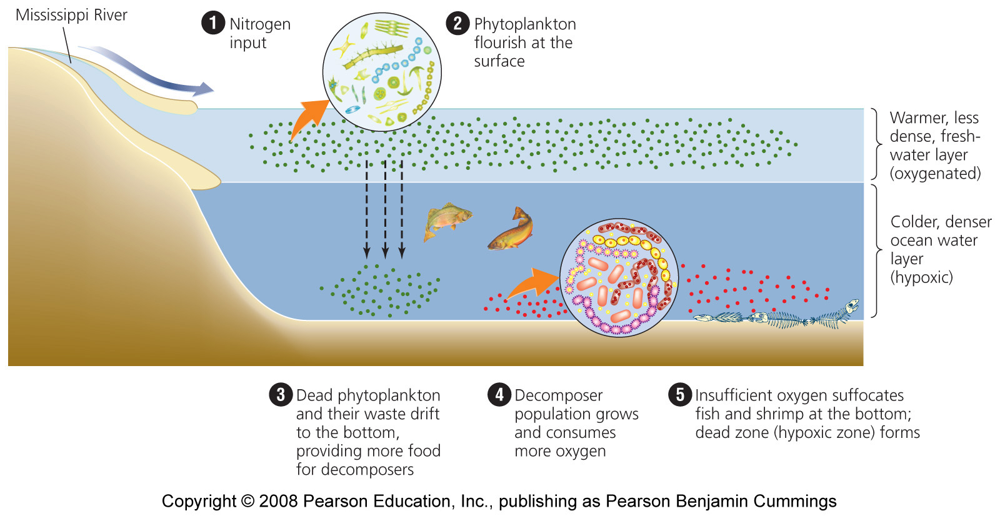 Mississippi River
1 Nitrogen
input
2 Phytoplankton
flourish at the
surface
Warmer, less
dense, fresh-
water layer
(oxygenated)
Colder, denser
ocean water
layer
(hypoxic)
3 Dead phytoplankton
and their waste drift
to the bottom,
providing more food
for decomposers
4 Decomposer
population grows
and consumes
more oxygen
5 Insufficient oxygen suffocates
fish and shrimp at the bottom;
dead zone (hypoxic zone) forms
Copyright © 2008 Pearson Education, Inc., publishing as Pearson Benjamin Cummings